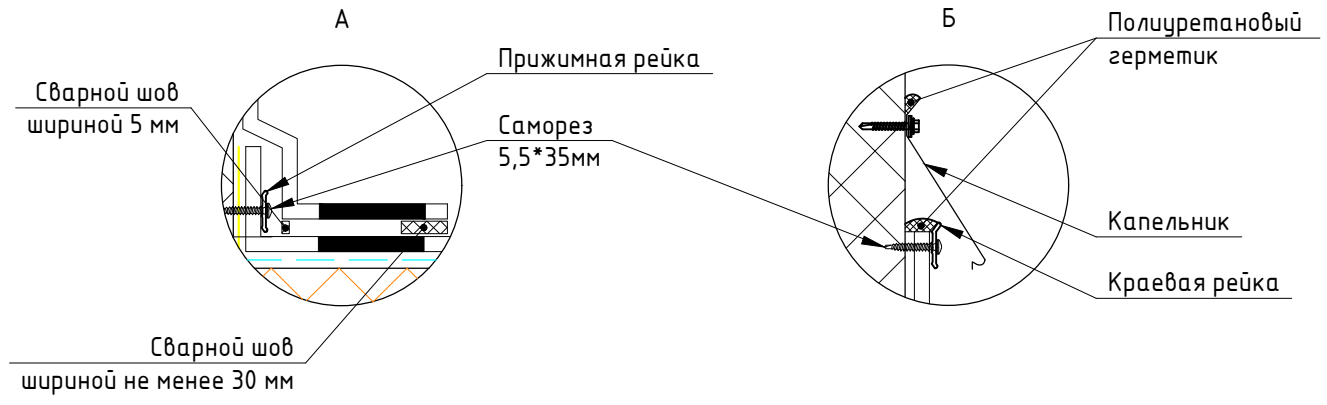 А
Прижимная рейка
Сварной шов
шириной 5 мм
Саморез
5,5*35мм
Сварной шов
шириной не менее 30 мм
Б
Полиуретановый
герметик
Капельник
Краевая рейка